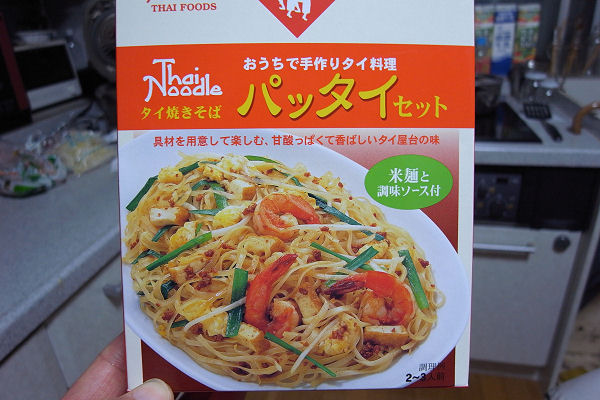 THAI FOODS
Thai
Noodle
タイ焼きそば
おうちで手作りタイ料理
パッタイセット
具材を用意して楽しむ、甘酸っぱくて香ばしいタイ屋台の味
米麺と
調味ソース付
調理例
2~3人前